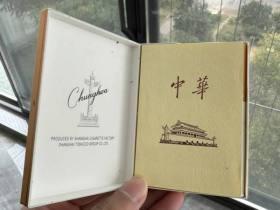 Chunghwa
PRODUCED BY SHANGHAI CIGARETTE FACTORY
SHANGHAI TOBACCO GROUP CO., LTD.
中華